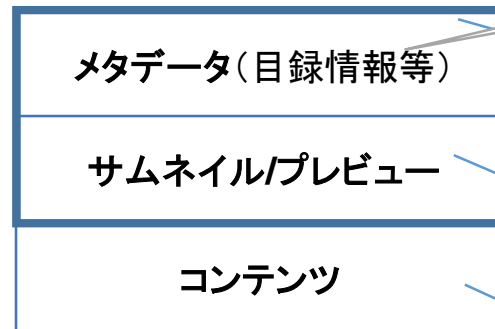 メタデータ（目録情報等）
サムネイル/プレビュー
コンテンツ